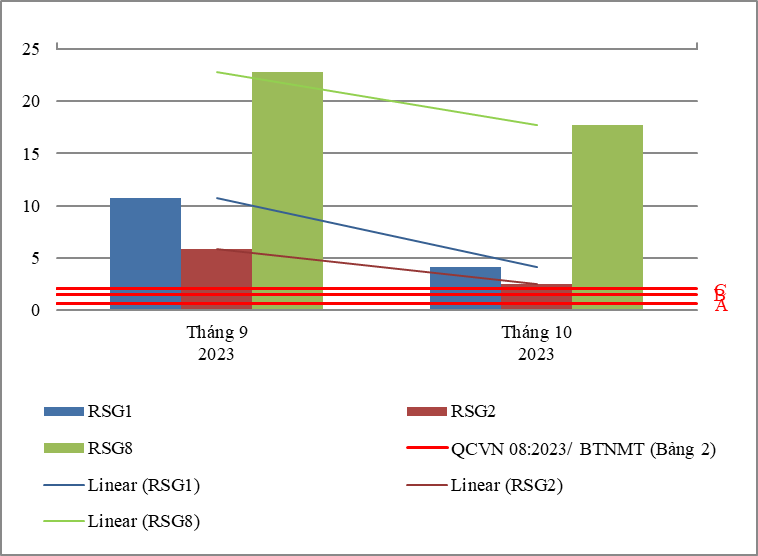 25
20
15
10
5
0
C
B
A
Tháng 9
2023
Tháng 10
2023
RSG1
RSG2
RSG8
QCVN 08:2023/ BTNMT (Bảng 2)
Linear (RSG1)
Linear (RSG2)
Linear (RSG8)